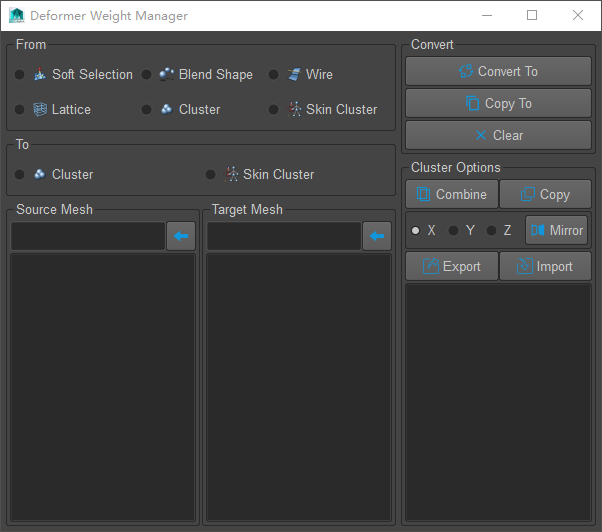 Deformer Weight Manager
From
Soft Selection Blend Shape Wire
Lattice Cluster Skin Cluster
To
Cluster Skin Cluster
Source Mesh
Target Mesh
Convert
Convert To
Copy To
Clear
Cluster Options
Combine Copy
X Y Z Mirror
Export Import